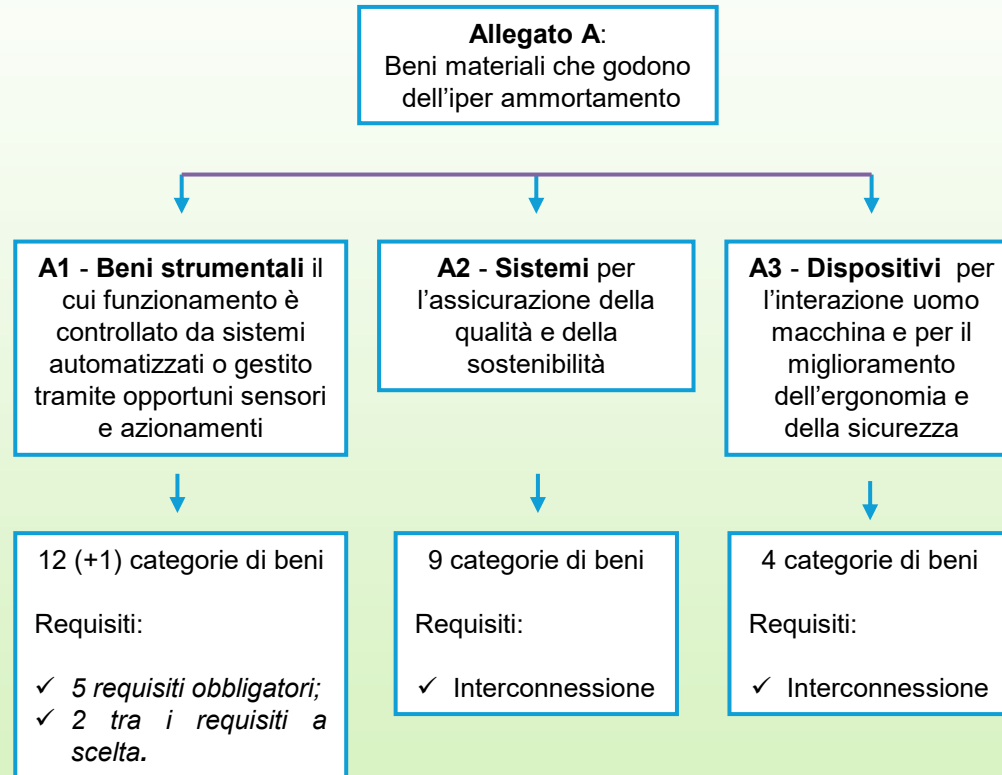 Allegato A:
Beni materiali che godono
dell’iper ammortamento
A1 - Beni strumentali il
cui funzionamento è
controllato da sistemi
automatizzati o gestito
tramite opportuni sensori
e azionamenti
A2 - Sistemi per
l’assicurazione della
qualità e della
sostenibilità
A3 - Dispositivi per
l’interazione uomo
macchina e per il
miglioramento
dell’ergonomia e
della sicurezza
12 (+1) categorie di beni
Requisiti:
✓ 5 requisiti obbligatori;
✓ 2 tra i requisiti a
scelta.
9 categorie di beni
Requisiti:
✓ Interconnessione
4 categorie di beni
Requisiti:
✓ Interconnessione